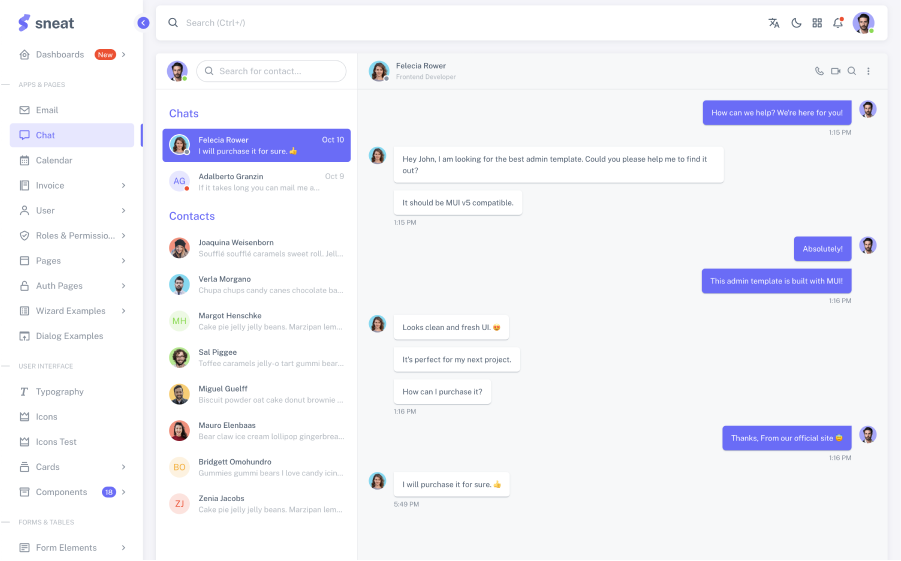 sneat
Search (Ctrl+/)
Dashboards New
APPS & PAGES
Email
Chat
Calendar
Invoice
User
Roles & Permissio...
Pages
Auth Pages
Wizard Examples
Dialog Examples
USER INTERFACE
Typography
Icons
Icons Test
Cards
Components 18
FORMS & TABLES
Form Elements
Search for contact...
Chats
Felecia Rower Oct 10
I will purchase it for sure. 👍
AG
Adalberto Granzin Oct 9
If it takes long you can mail me a...
Contacts
Joaquina Weisenborn
Soufflé soufflé caramels sweet roll. Jell...
Verla Morgano
Chupa chups candy canes chocolate ba...
MH
Margot Henschke
Cake pie jelly jelly beans. Marzipan lem...
Sal Piggee
Toffee caramels jelly-o tart gummi bear...
Miguel Guelff
Biscuit powder oat cake donut brownie ...
Mauro Elenbaas
Bear claw ice cream lollipop gingerbrea...
BO
Bridgett Omohundro
Gummies gummi bears I love candy icin...
ZJ
Zenia Jacobs
Cake pie jelly jelly beans. Marzipan lem...
Felecia Rower
Frontend Developer
How can we help? We're here for you!
1:15 PM
Hey John, I am looking for the best admin template. Could you please help me to find it
out?
It should be MUI v5 compatible.
1:15 PM
Absolutely!
This admin template is built with MUI!
1:16 PM
Looks clean and fresh UI. 😍
It's perfect for my next project.
How can I purchase it?
1:16 PM
Thanks, From our official site 😇
1:16 PM
I will purchase it for sure. 👍
5:49 PM